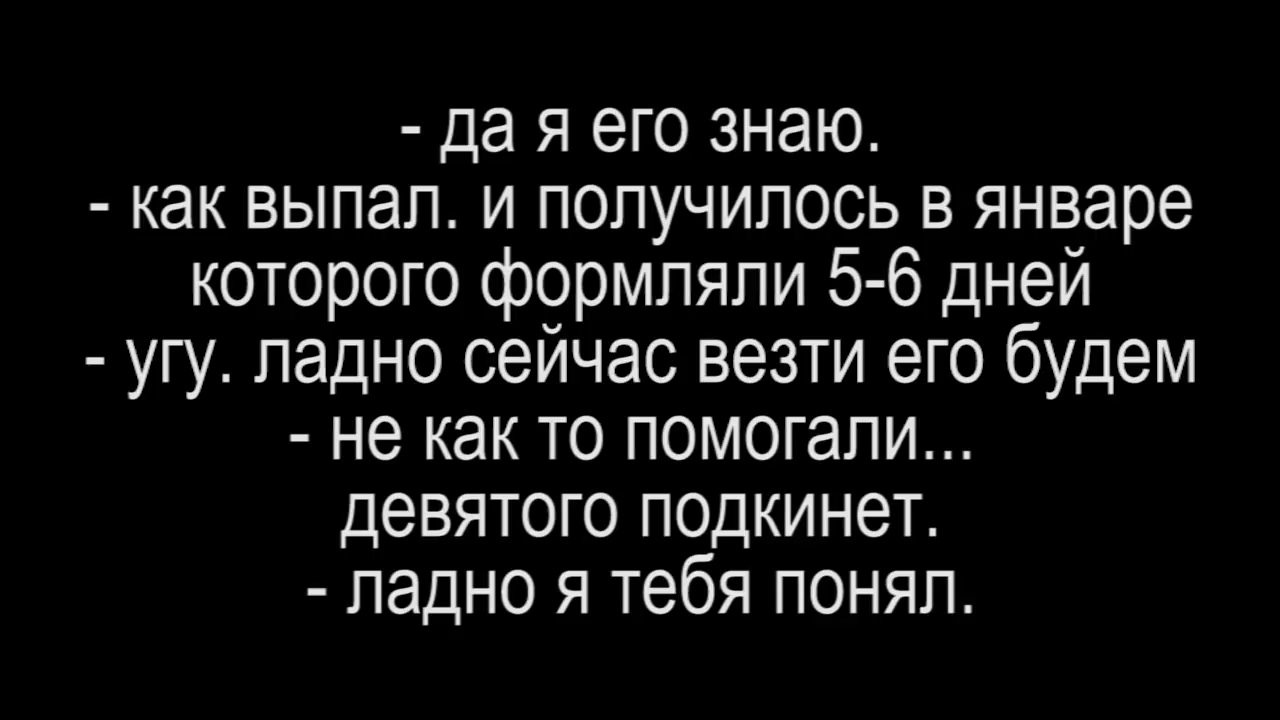 - да я его знаю.
- как выпал. и получилось в январе
которого формляли 5-6 дней
- угу. ладно сейчас везти его будем
- не как то помогали...
девятого подкинет.
- ладно я тебя понял.